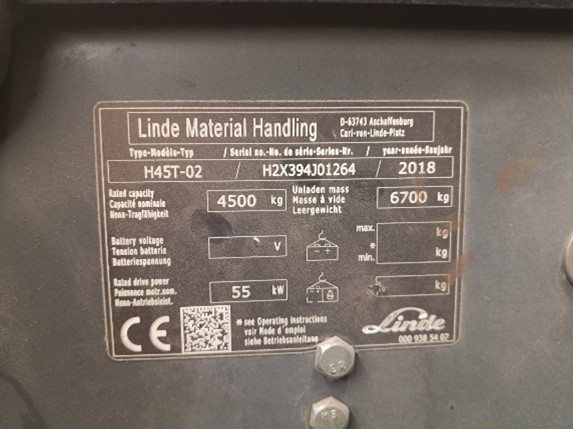 Linde Material Handling
D-63743 Aschaffenburg
Carl-von-Linde-Platz
Type-Modèle-Typ / Serial no.-No. de série-Serien-Nr. / year-année-Baujahr
H45T-02 / H2X394J01264 / 2018
Rated capacity
Capacité nominale
Nenn-Tragfähigkeit
4500 kg
Unladen mass
Masse à vide
Leergewicht
6700 kg
Battery voltage
Tension batterie
Batteriespannung
V
max. kg
*
min. kg
Rated drive power
Puissance motr.nom.
Nenn-Antriebsleist.
55 kW
kg
CE
* see Operating instructions
voir Mode d'emploi
siehe Betriebsanleitung
Linde
000 938 54 07